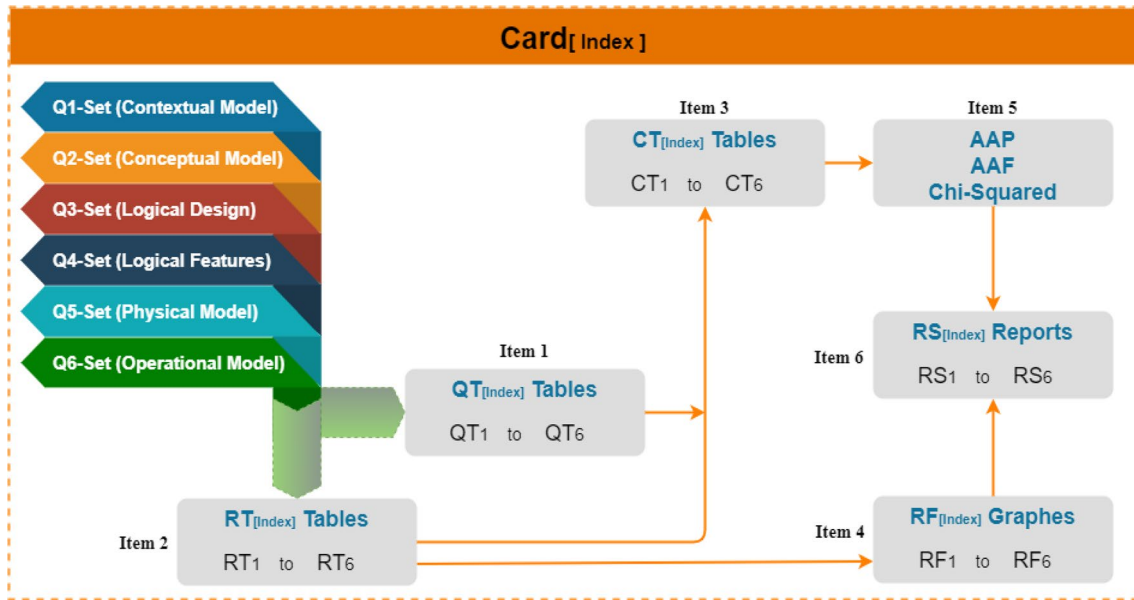 Card[ Index ]
Q1-Set (Contextual Model)
Q2-Set (Conceptual Model)
Q3-Set (Logical Design)
Q4-Set (Logical Features)
Q5-Set (Physical Model)
Q6-Set (Operational Model)
Item 1
QT[Index] Tables
QT1 to QT6
Item 2
RT[Index] Tables
RT1 to RT6
Item 3
CT[Index] Tables
CT1 to CT6
Item 5
AAP
AAF
Chi-Squared
Item 6
RS[Index] Reports
RS1 to RS6
Item 4
RF[Index] Graphes
RF1 to RF6